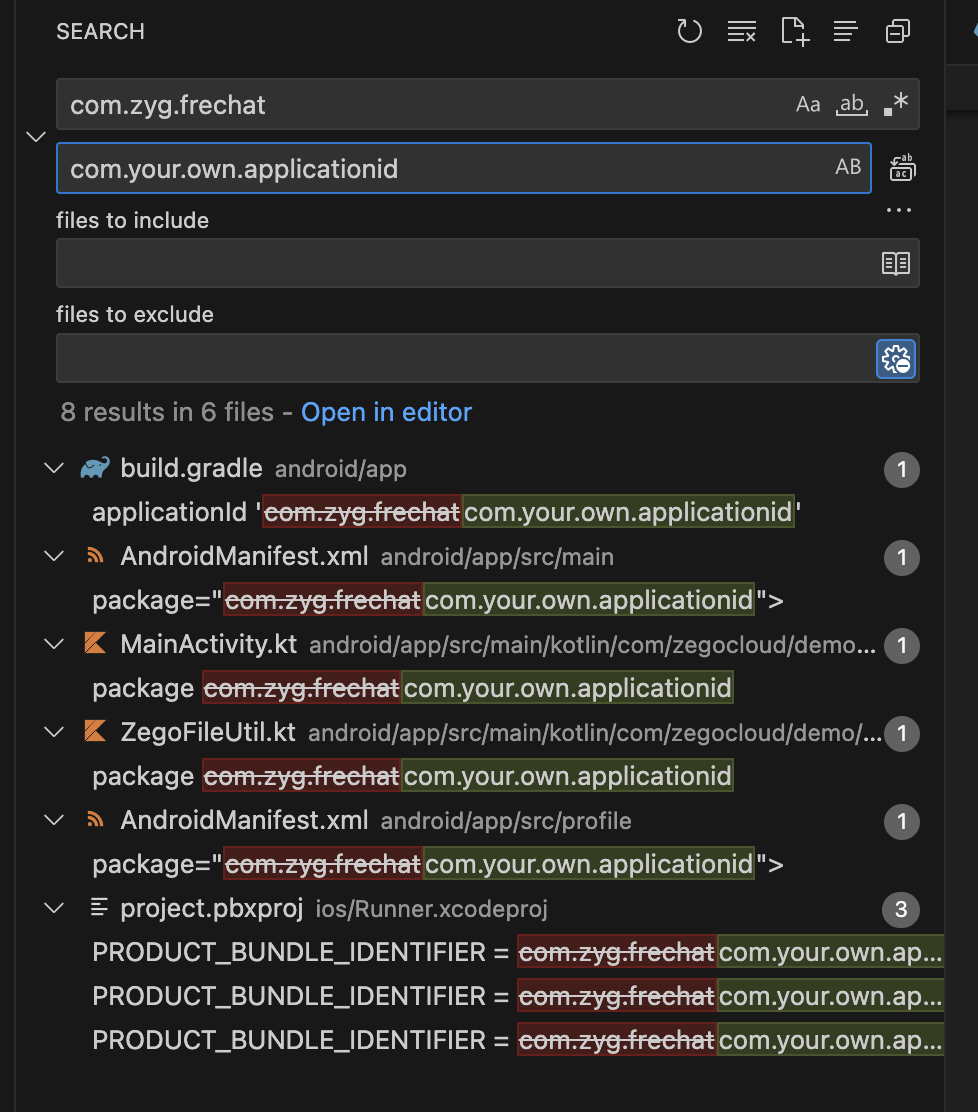 SEARCH
com.zyg.frechat Aa ab .*
com.your.own.applicationid AB ab ac
...
files to include
files to exclude
8 results in 6 files - Open in editor
build.gradle android/app 1
applicationId 'com.zyg.frechatcom.your.own.applicationid'
AndroidManifest.xml android/app/src/main 1
package="com.zyg.frechatcom.your.own.applicationid">
MainActivity.kt android/app/src/main/kotlin/com/zegocloud/demo... 1
package com.zyg.frechatcom.your.own.applicationid
ZegoFileUtil.kt android/app/src/main/kotlin/com/zegocloud/demo/... 1
package com.zyg.frechatcom.your.own.applicationid
AndroidManifest.xml android/app/src/profile 1
package="com.zyg.frechatcom.your.own.applicationid">
project.pbxproj ios/Runner.xcodeproj 3
PRODUCT_BUNDLE_IDENTIFIER = com.zyg.frechatcom.your.own.ap...
PRODUCT_BUNDLE_IDENTIFIER = com.zyg.frechatcom.your.own.ap...
PRODUCT_BUNDLE_IDENTIFIER = com.zyg.frechatcom.your.own.ap...